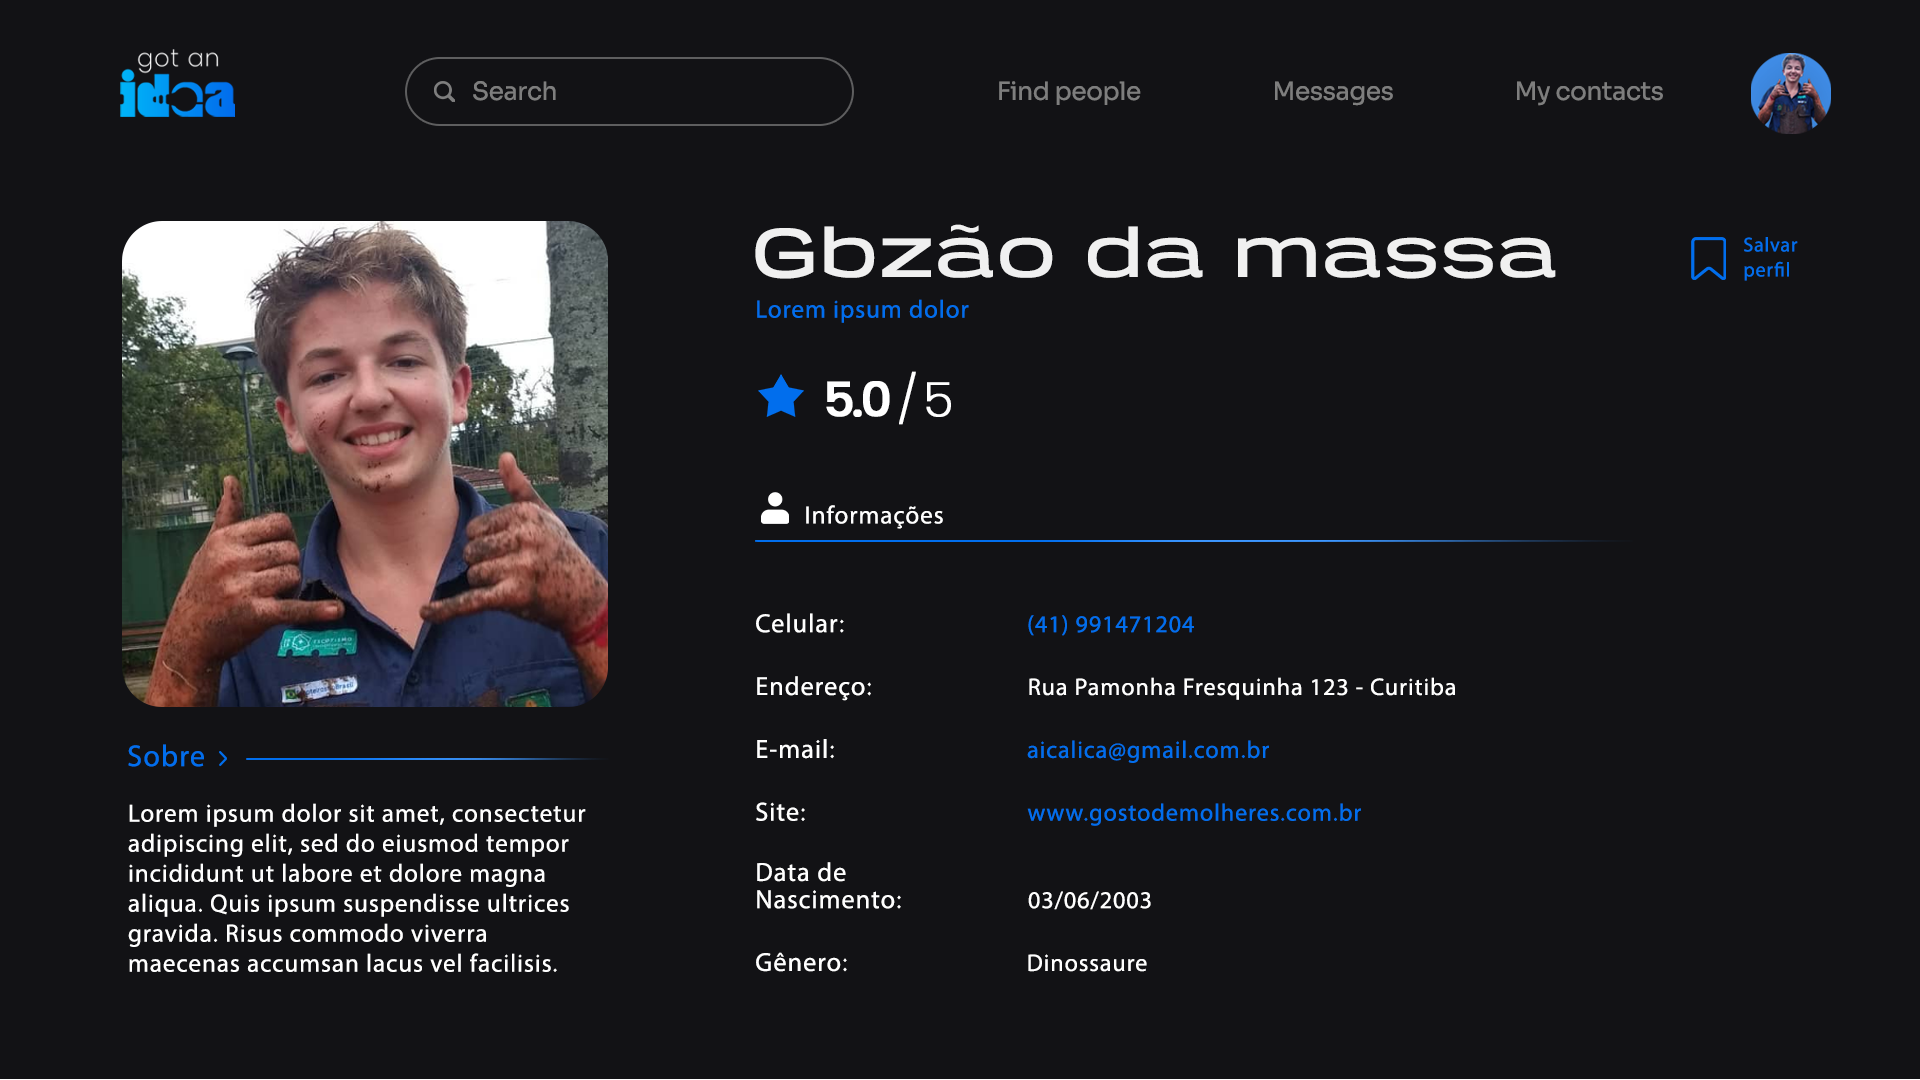 got an
idea
Search
Find people
Messages
My contacts
Gbzão da massa
Salvar
perfil
Lorem ipsum dolor
5.0/5
Informações
Celular:
(41) 991471204
Endereço:
Rua Pamonha Fresquinha 123 - Curitiba
E-mail:
aicalica@gmail.com.br
Site:
www.gostodemolheres.com.br
Data de
Nascimento:
03/06/2003
Gênero:
Dinossaure
Sobre >
Lorem ipsum dolor sit amet, consectetur
adipiscing elit, sed do eiusmod tempor
incididunt ut labore et dolore magna
aliqua. Quis ipsum suspendisse ultrices
gravida. Risus commodo viverra
maecenas accumsan lacus vel facilisis.